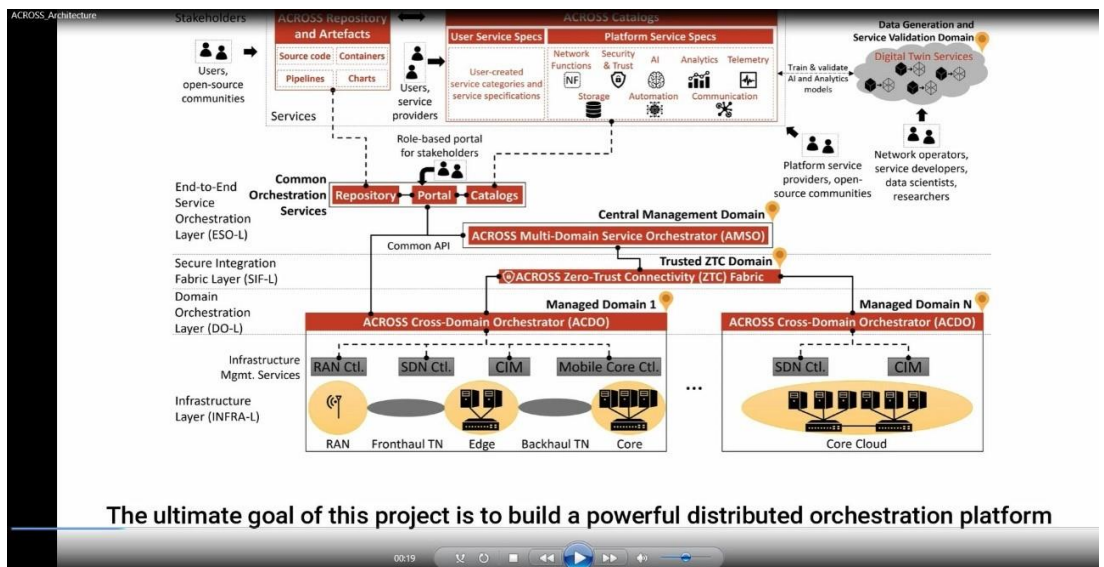 ACROSS_Architecture
Stakeholders
ACROSS Repository
and Artefacts
Source code
Containers
Pipelines
Charts
Users,
open-source
communities
Users,
service
providers
ACROSS Catalogs
User Service Specs
Platform Service Specs
User-created
service categories and
service specifications
Network
Functions
NF
Security
& Trust
AI
Analytics
Telemetry
Storage
Automation
Communication
Services
Train & validate
AI and Analytics
models
Data Generation and
Service Validation Domain
Digital Twin Services
Role-based portal
for stakeholders
Platform service
providers, open-
source communities
Network operators,
service developers,
data scientists,
researchers
End-to-End
Service
Orchestration
Layer (ESO-L)
Common
Orchestration
Services
Repository
Portal
Catalogs
Common API
Central Management Domain
ACROSS Multi-Domain Service Orchestrator (AMSO)
Secure Integration
Fabric Layer (SIF-L)
Trusted ZTC Domain
ACROSS Zero-Trust Connectivity (ZTC) Fabric
Domain
Orchestration
Layer (DO-L)
Managed Domain 1
ACROSS Cross-Domain Orchestrator (ACDO)
Managed Domain N
ACROSS Cross-Domain Orchestrator (ACDO)
Infrastructure
Mgmt. Services
RAN Ctl.
SDN Ctl.
CIM
Mobile Core Ctl.
SDN Ctl.
CIM
...
Infrastructure
Layer (INFRA-L)
RAN
Fronthaul TN
Edge
Backhaul TN
Core
Core Cloud
The ultimate goal of this project is to build a powerful distributed orchestration platform
00:19